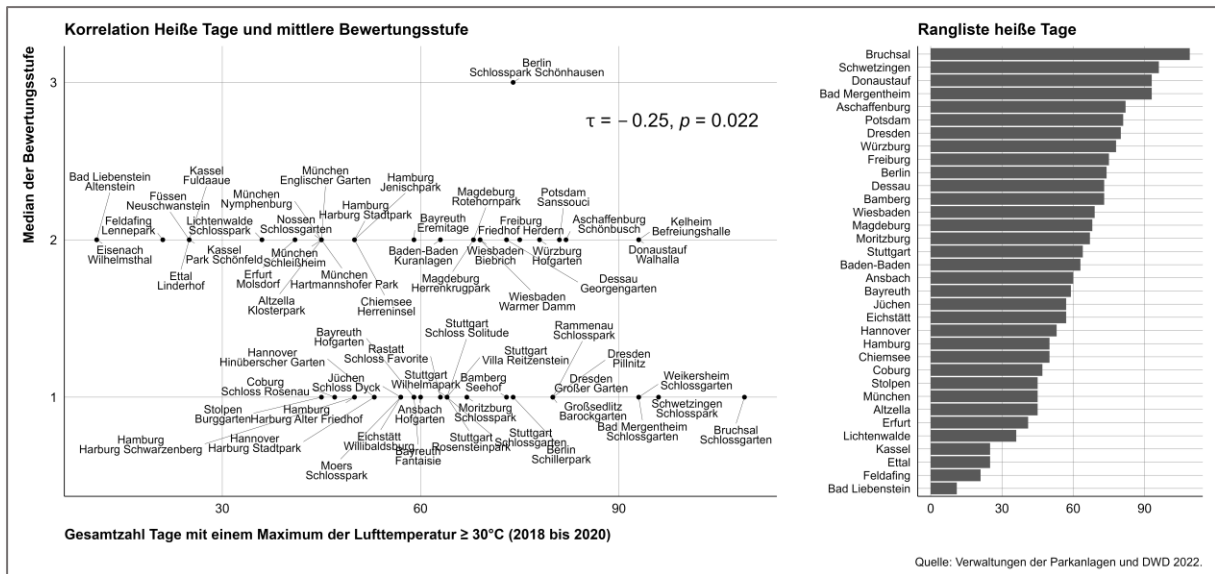 Korrelation Heiße Tage und mittlere Bewertungsstufe
Median der Bewertungsstufe
3
2
1
Berlin
Schlosspark Schönhausen
τ = – 0.25, p = 0.022
Bad Liebenstein
Altenstein
Füssen
Neuschwanstein
Kassel
Fuldaaue
München
Nymphenburg
München
Englischer Garten
Hamburg
Jenischpark
Hamburg
Harburg Stadtpark
Magdeburg
Rotehornpark
Potsdam
Sanssouci
Feldafing
Lennepark
Lichtenwalde
Schlosspark
Nossen
Schlossgarten
Bayreuth
Eremitage
Freiburg
Friedhof Herdern
Aschaffenburg
Schönbusch
Kelheim
Befreiungshalle
Eisenach
Wilhelmsthal
Kassel
Park Schönfeld
München
Schleißheim
Baden-Baden
Kuranlagen
Wiesbaden
Biebrich
Würzburg
Hofgarten
Donaustauf
Walhalla
Ettal
Linderhof
Erfurt
Molsdorf
München
Hartmannshofer Park
Magdeburg
Herrenkrugpark
Dessau
Georgengarten
Altzella
Klosterpark
Chiemsee
Herreninsel
Wiesbaden
Warmer Damm
Bayreuth
Hofgarten
Stuttgart
Schloss Solitude
Rammenau
Schlosspark
Hannover
Hinüberscher Garten
Rastatt
Schloss Favorite
Stuttgart
Villa Reitzenstein
Dresden
Pillnitz
Coburg
Schloss Rosenau
Jüchen
Schloss Dyck
Stuttgart
Wilhelmapark
Bamberg
Seehof
Dresden
Großer Garten
Weikersheim
Schlossgarten
Stolpen
Burggarten
Hamburg
Harburg Alter Friedhof
Ansbach
Hofgarten
Moritzburg
Schlosspark
Großsedlitz
Barockgarten
Schwetzingen
Schlosspark
Bad Mergentheim
Schlossgarten
Bruchsal
Schlossgarten
Hamburg
Harburg Schwarzenberg
Hannover
Harburg Stadtpark
Eichstätt
Willibaldsburg
Bayreuth
Fantaisie
Stuttgart
Rosensteinpark
Stuttgart
Schlossgaden
Berlin
Schillerpark
Moers
Schlosspark
30
60
90
Gesamtzahl Tage mit einem Maximum der Lufttemperatur ≥ 30°C (2018 bis 2020)
Rangliste heiße Tage
Bruchsal
Schwetzingen
Donaustauf
Bad Mergentheim
Aschaffenburg
Potsdam
Dresden
Würzburg
Freiburg
Berlin
Dessau
Bamberg
Wiesbaden
Magdeburg
Moritzburg
Stuttgart
Baden-Baden
Ansbach
Bayreuth
Jüchen
Eichstätt
Hannover
Hamburg
Chiemsee
Coburg
Stolpen
München
Altzella
Erfurt
Lichtenwalde
Kassel
Ettal
Feldafing
Bad Liebenstein
0
30
60
90
Quelle: Verwaltungen der Parkanlagen und DWD 2022.